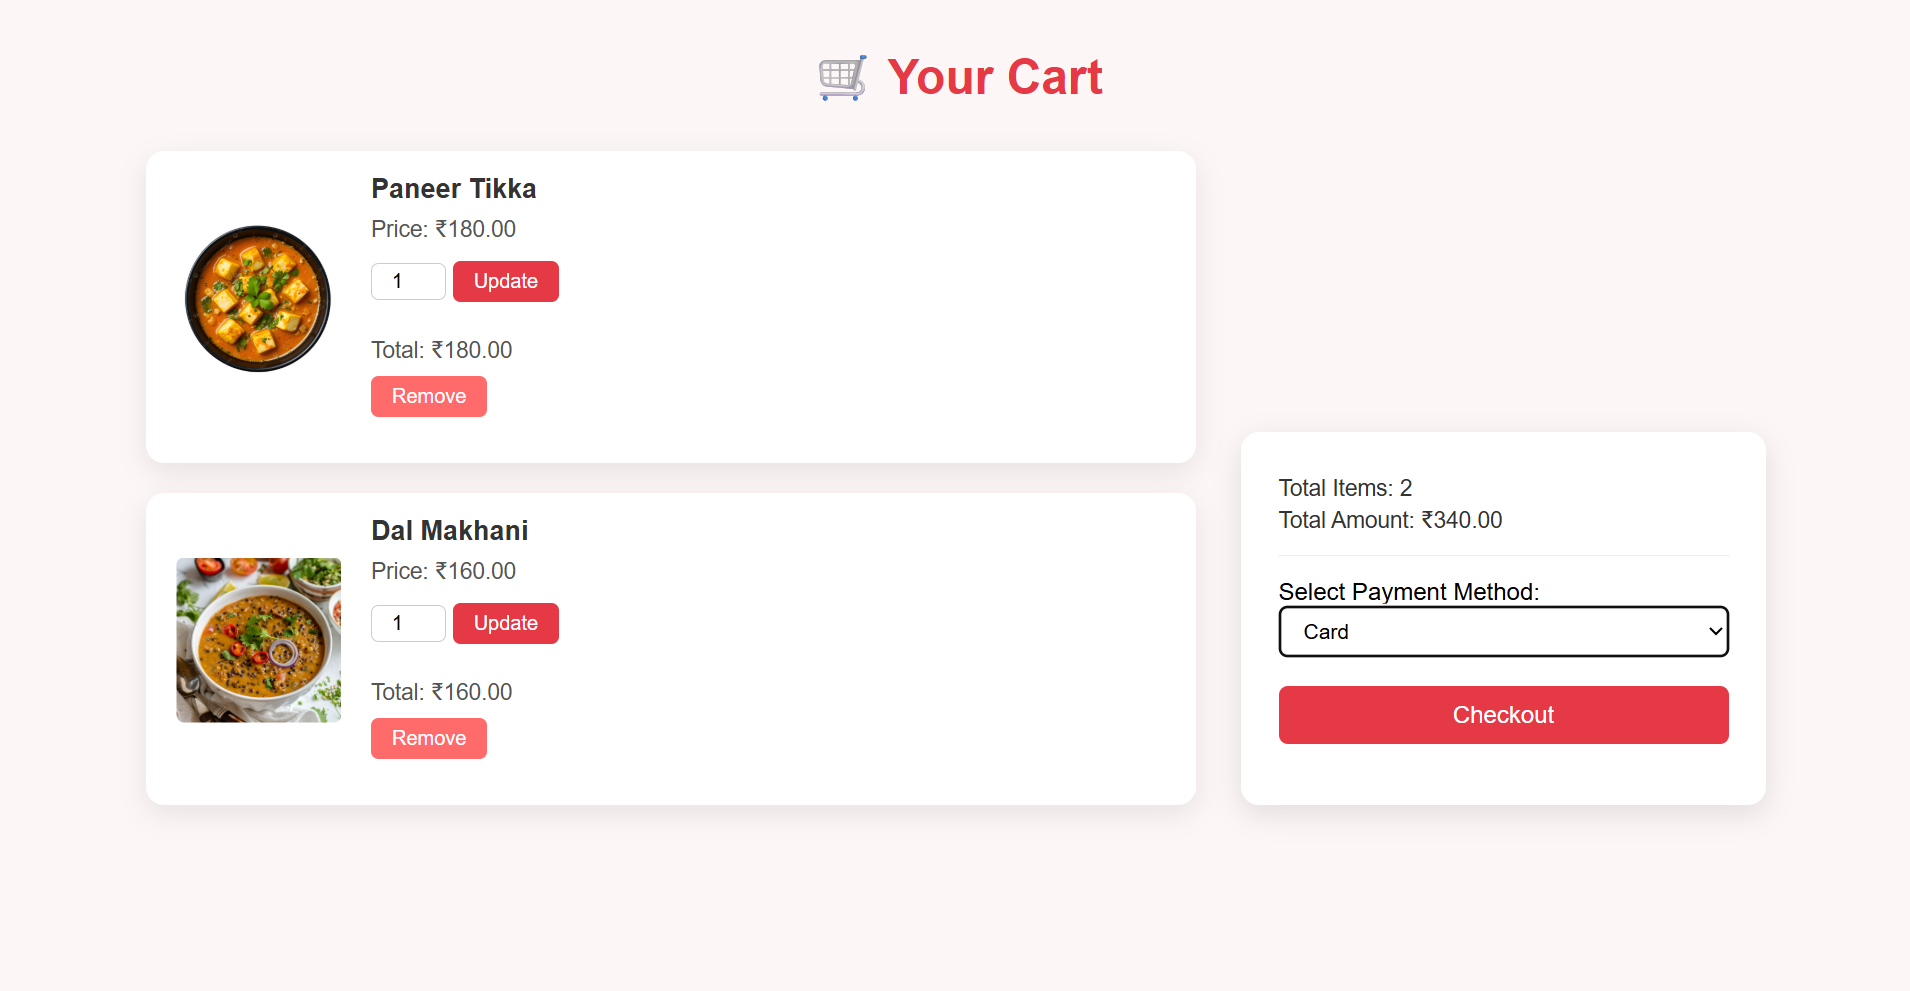 Your Cart
Paneer Tikka
Price: ₹180.00
1 Update
Total: ₹180.00
Remove
Dal Makhani
Price: ₹160.00
1 Update
Total: ₹160.00
Remove
Total Items: 2
Total Amount: ₹340.00
Select Payment Method:
Card
Checkout